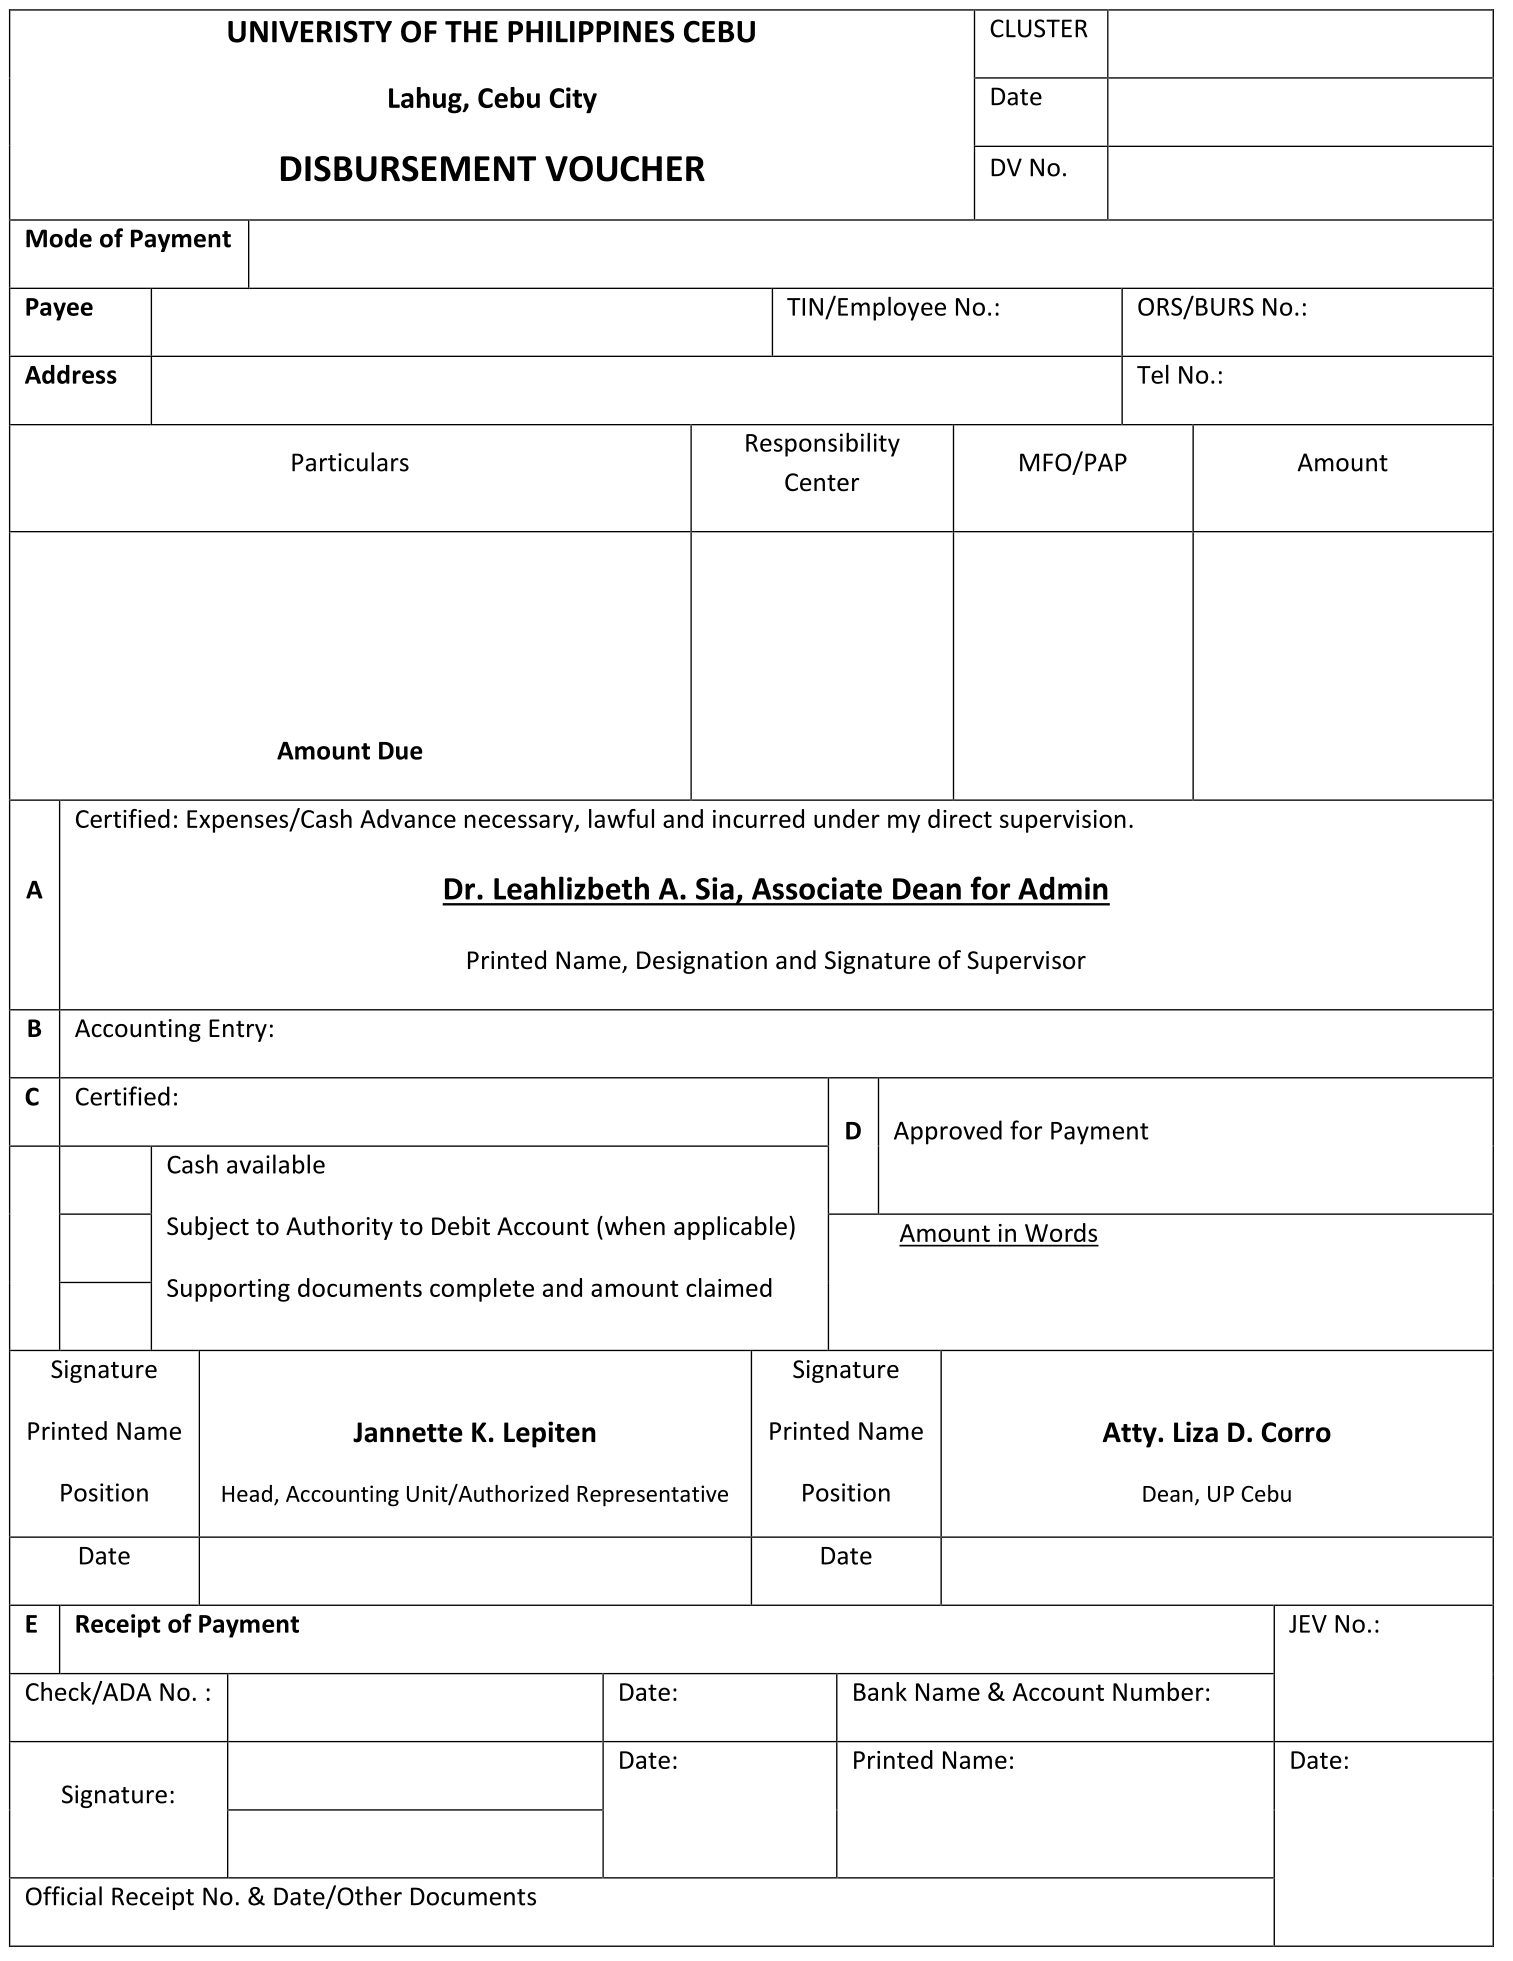 UNIVERISTY OF THE PHILIPPINES CEBU
Lahug, Cebu City
DISBURSEMENT VOUCHER
CLUSTER
Date
DV No.
Mode of Payment
Payee
TIN/Employee No.:
ORS/BURS No.:
Address
Tel No.:
Particulars
Responsibility
Center
MFO/PAP
Amount
Amount Due
A
Certified: Expenses/Cash Advance necessary, lawful and incurred under my direct supervision.
Dr. Leahlizbeth A. Sia, Associate Dean for Admin
Printed Name, Designation and Signature of Supervisor
B
Accounting Entry:
C
Certified:
D
Approved for Payment
Cash available
Subject to Authority to Debit Account (when applicable)
Supporting documents complete and amount claimed
Amount in Words
Signature
Printed Name
Jannette K. Lepiten
Position
Head, Accounting Unit/Authorized Representative
Signature
Printed Name
Atty. Liza D. Corro
Position
Dean, UP Cebu
Date
Date
E
Receipt of Payment
JEV No.:
Check/ADA No. :
Date:
Bank Name & Account Number:
Signature:
Date:
Printed Name:
Date:
Official Receipt No. & Date/Other Documents